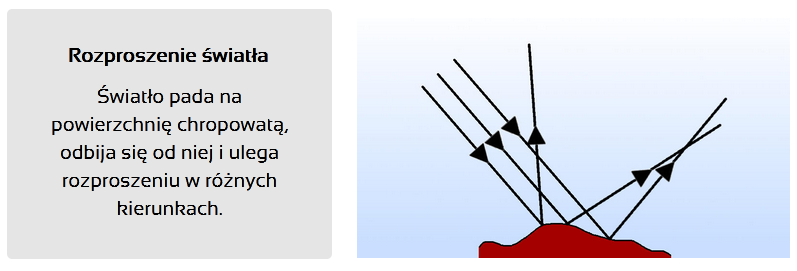 Rozproszenie światła
Światło pada na
powierzchnię chropowatą,
odbija się od niej i ulega
rozproszeniu w różnych
kierunkach.